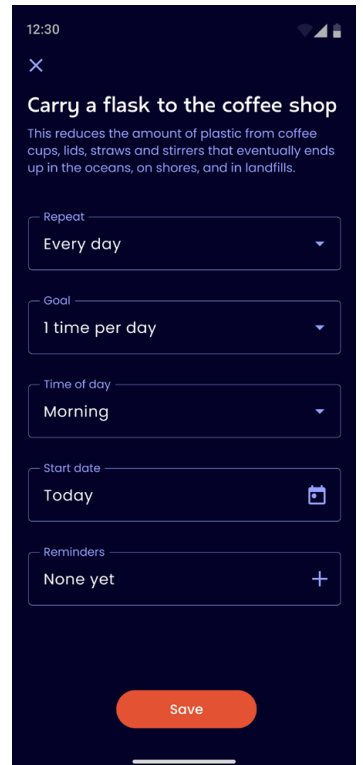 12:30
Carry a flask to the coffee shop
This reduces the amount of plastic from coffee
cups, lids, straws and stirrers that eventually ends
up in the oceans, on shores, and in landfills.
Repeat
Every day
Goal
1 time per day
Time of day
Morning
Start date
Today
Reminders
None yet
Save